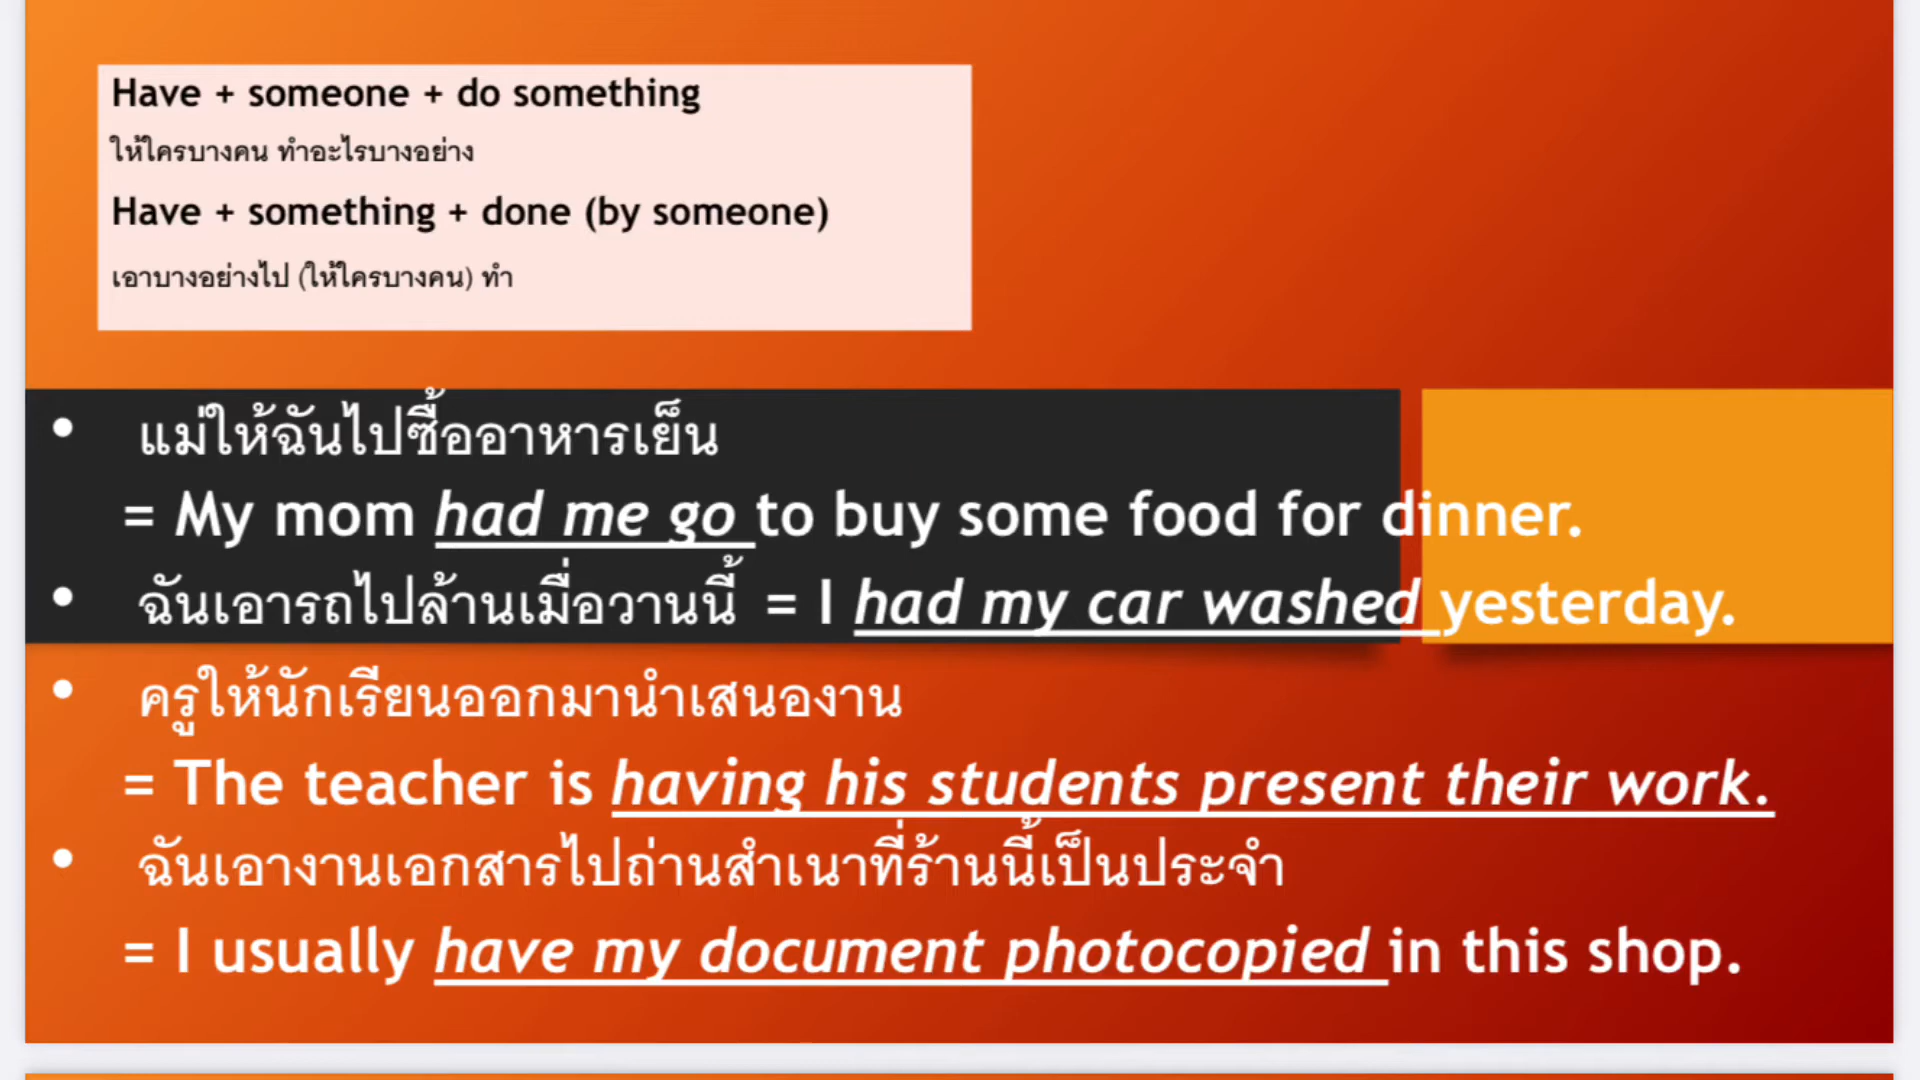 Have + someone + do something
ให้ใครบางคน ทำอะไรบางอย่าง
Have + something + done (by someone)
เอาบางอย่างไป (ให้ใครบางคน) ทำ
• แม่ให้ฉันไปซื้ออาหารเย็น
= My mom had me go to buy some food for dinner.
• ฉันเอารถไปล้านเมื่อวานนี้ = I had my car washed yesterday.
• ครูให้นักเรียนออกมานำเสนองาน
= The teacher is having his students present their work.
• ฉันเอางานเอกสารไปถ่านสำเนาที่ร้านนี้เป็นประจำ
= I usually have my document photocopied in this shop.